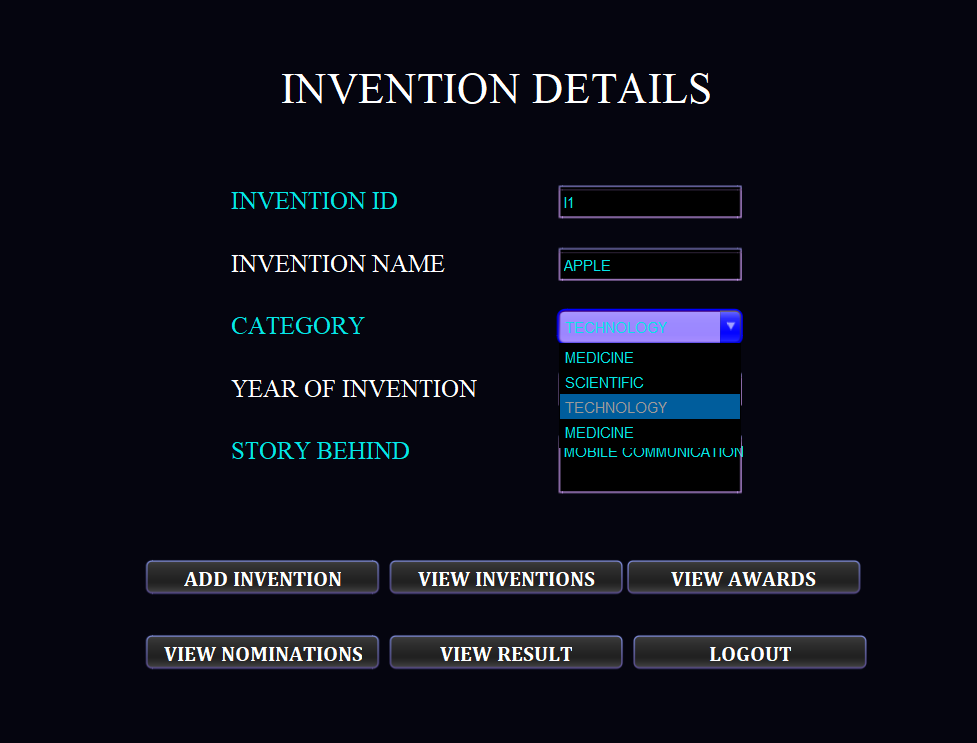 INVENTION DETAILS
INVENTION ID
I1
INVENTION NAME
APPLE
CATEGORY
TECHNOLOGY
MEDICINE
SCIENTIFIC
TECHNOLOGY
MEDICINE
YEAR OF INVENTION
STORY BEHIND
MOBILE COMMUNICATION
ADD INVENTION
VIEW INVENTIONS
VIEW AWARDS
VIEW NOMINATIONS
VIEW RESULT
LOGOUT